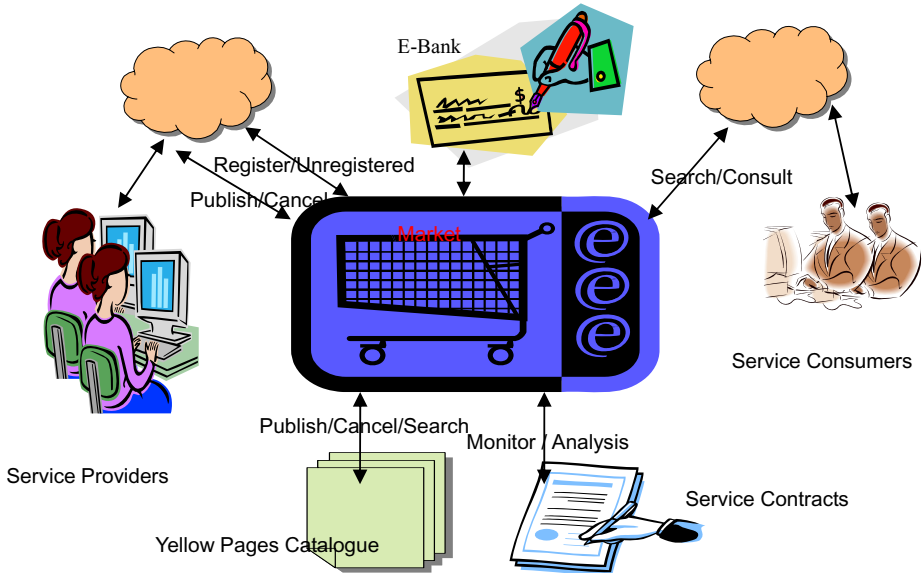 E-Bank
$
Register/Unregistered
Search/Consult
Publish/Cancel
Market
e
e
e
Service Consumers
Publish/Cancel/Search
Monitor / Analysis
Service Providers
Service Contracts
Yellow Pages Catalogue